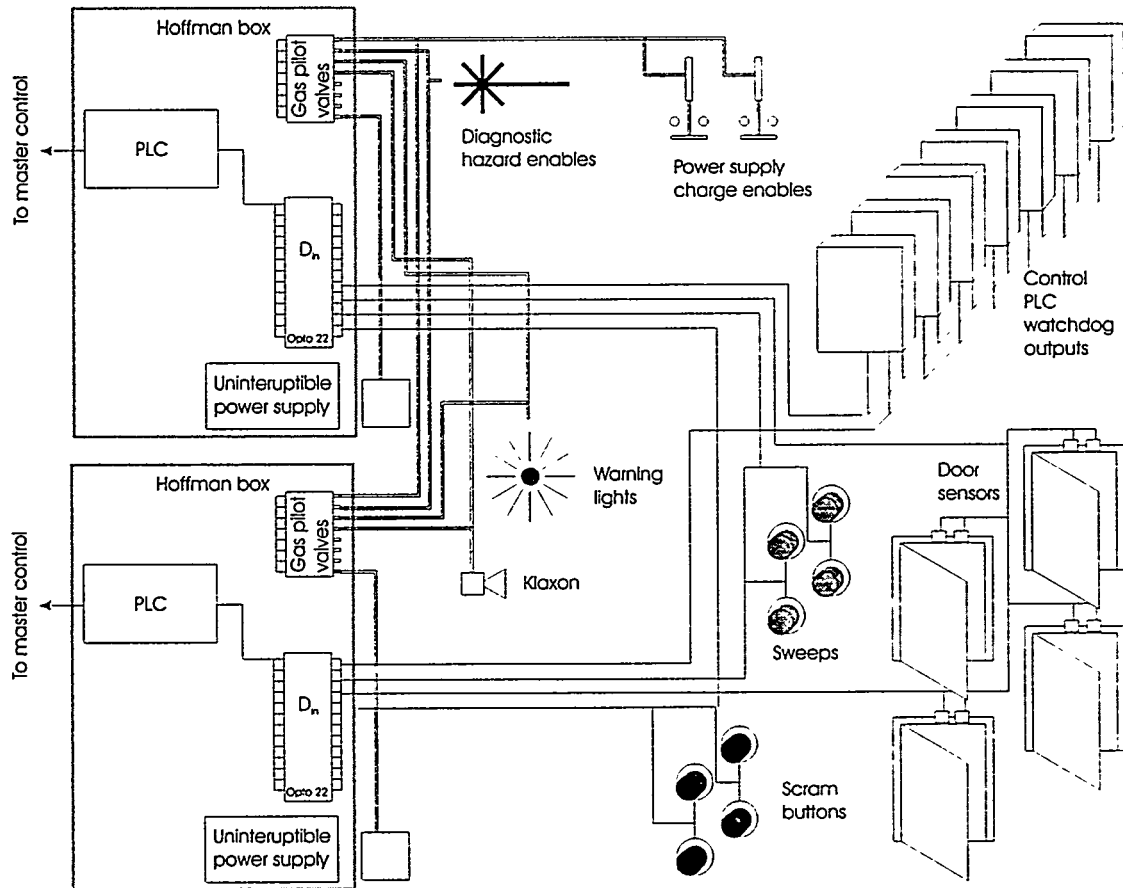 Hoffman box
Gas pilot
valves
PLC
To master control
D in
Opto 22
Uninteruptible
power supply
Diagnostic
hazard enables
Power supply
charge enables
Control
PLC
watchdog
outputs
Hoffman box
Gas pilot
valves
PLC
To master control
D in
Opto 22
Uninteruptible
power supply
Warning
lights
Klaxon
Sweeps
Door
sensors
Scram
buttons